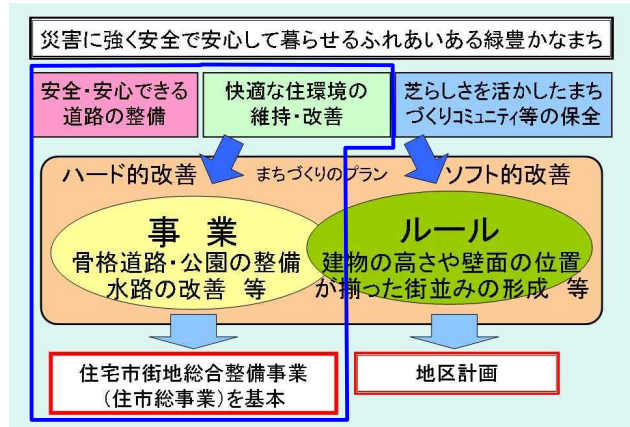 災害に強く安全で安心して暮らせるふれあいある緑豊かなまち
安全・安心できる
道路の整備
快適な住環境の
維持・改善
芝らしさを活かしたまち
づくりコミュニティ等の保全
ハード的改善
まちづくりのプラン
ソフト的改善
事 業
骨格道路・公園の整備
水路の改善 等
ルール
建物の高さや壁面の位置
が揃った街並みの形成 等
住宅市街地総合整備事業
(住市総事業)を基本
地区計画